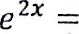 e^{2x} =